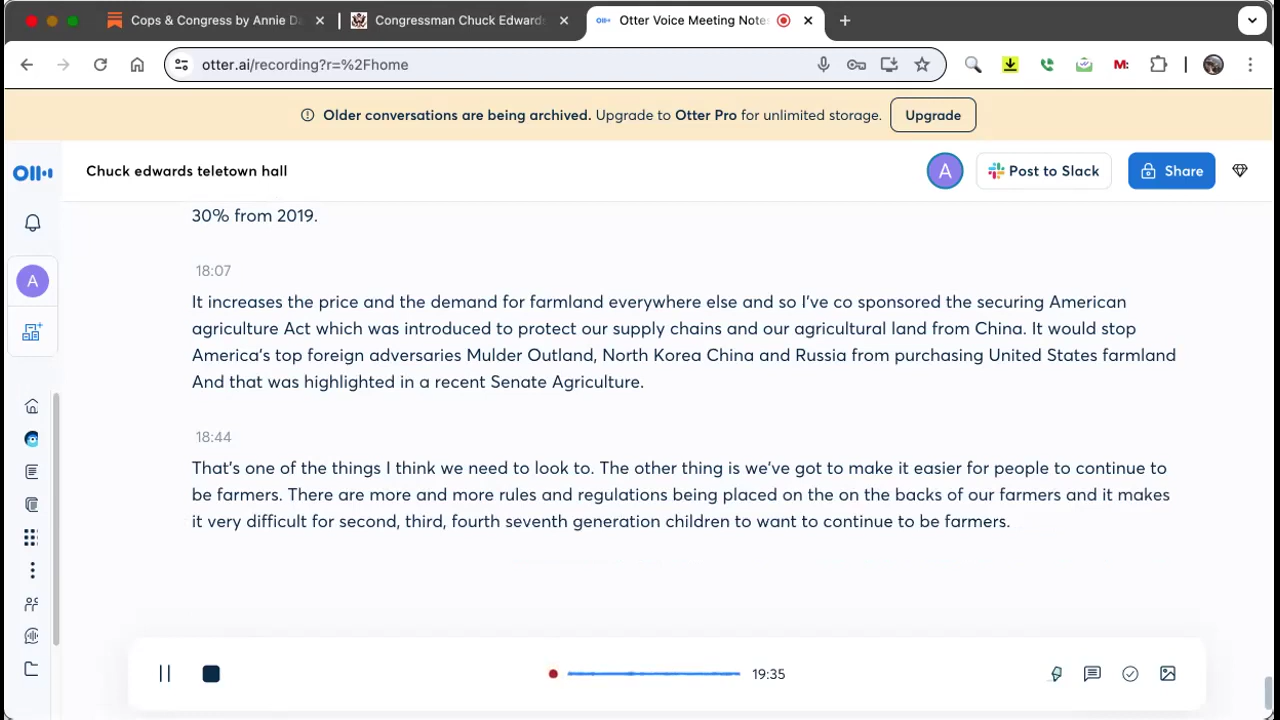 Cops & Congress by Annie Da
Congressman Chuck Edwards
Otter Voice Meeting Note
otter.ai/recording?r=%2Fhome
M:
Older conversations are being archived. Upgrade to Otter Pro for unlimited storage.
Upgrade
Chuck edwards teletown hall
A
Post to Slack
Share
A
30% from 2019.
18:07
It increases the price and the demand for farmland everywhere else and so I've co sponsored the securing American
agriculture Act which was introduced to protect our supply chains and our agricultural land from China. It would stop
America's top foreign adversaries Mulder Outland, North Korea China and Russia from purchasing United States farmland
And that was highlighted in a recent Senate Agriculture.
18:44
That's one of the things I think we need to look to. The other thing is we've got to make it easier for people to continue to
be farmers. There are more and more rules and regulations being placed on the on the backs of our farmers and it makes
it very difficult for second, third, fourth seventh generation children to want to continue to be farmers.
19:35